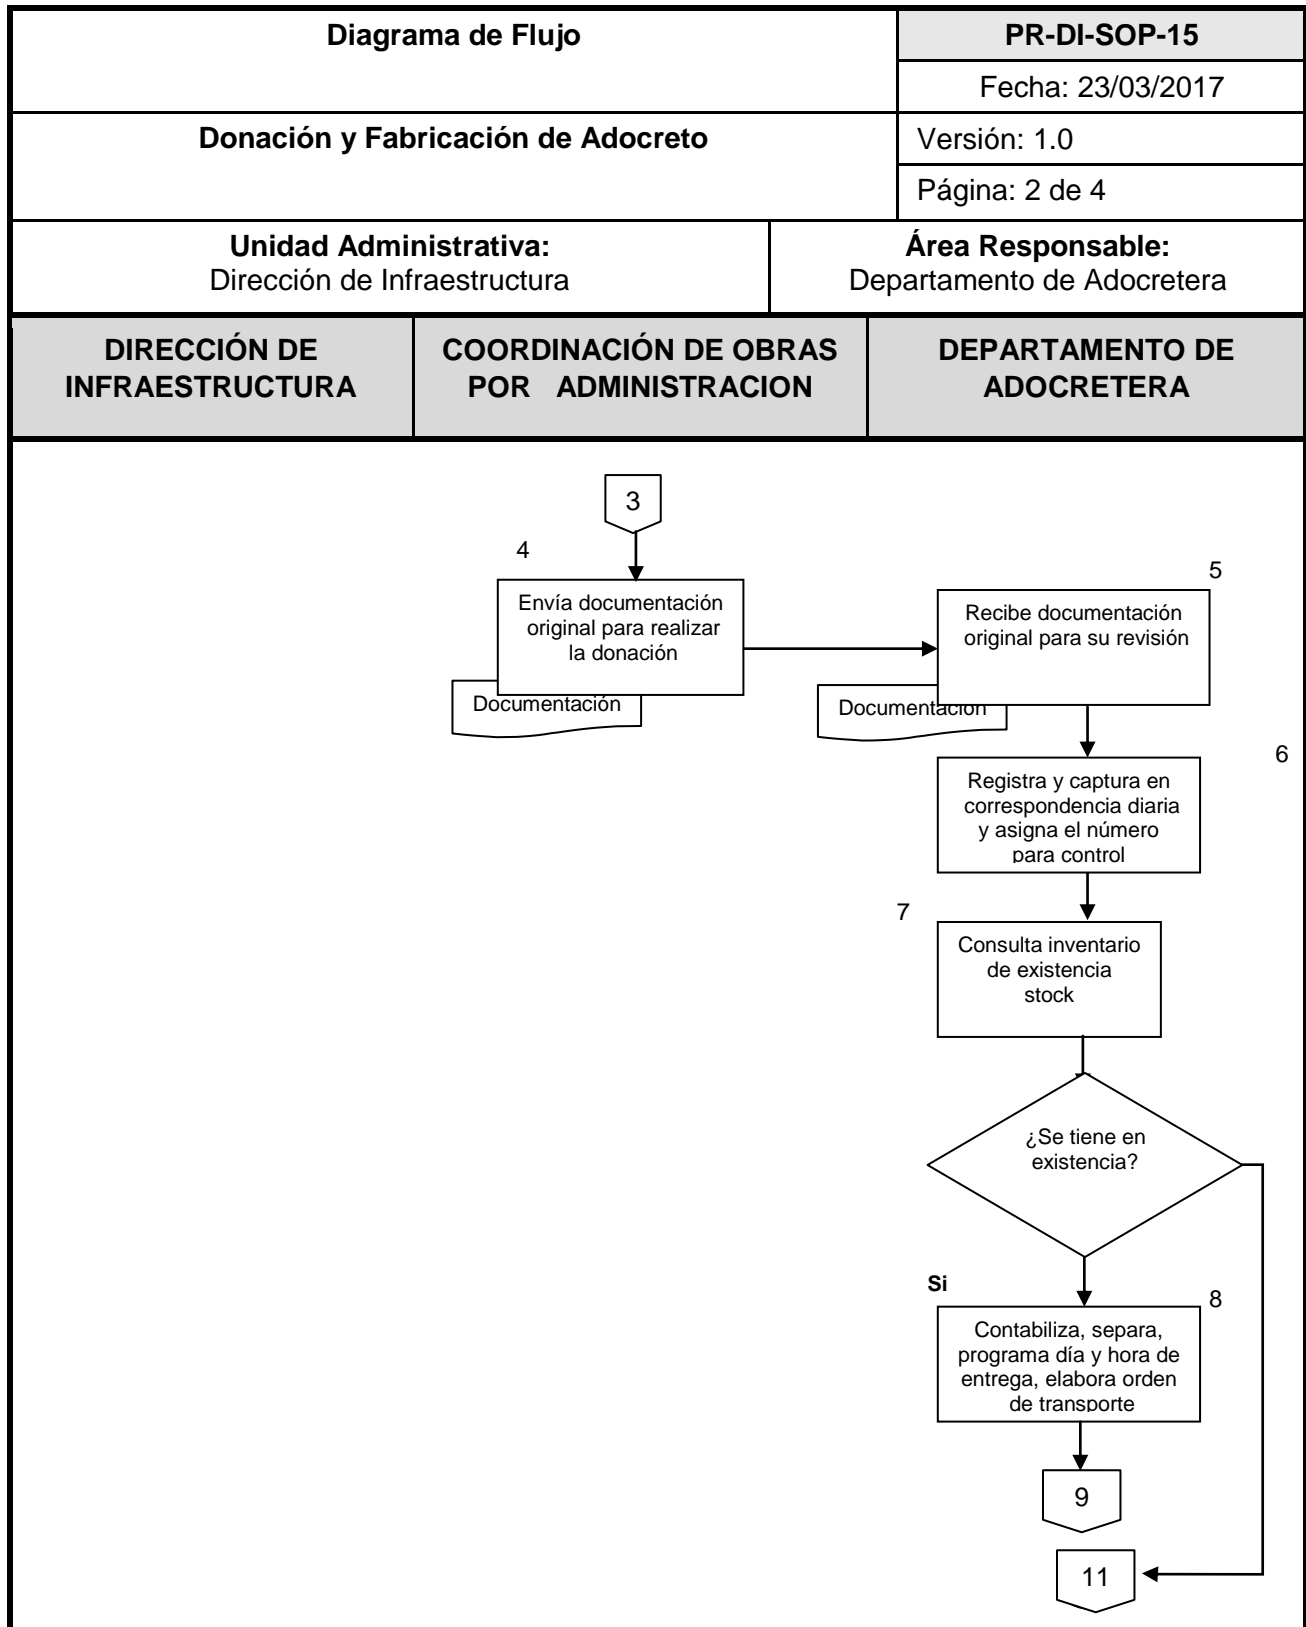 Diagrama de Flujo
PR-DI-SOP-15
Fecha: 23/03/2017
Donación y Fabricación de Adocreto
Versión: 1.0
Página: 2 de 4
Unidad Administrativa:
Dirección de Infraestructura
Área Responsable:
Departamento de Adocretera
DIRECCIÓN DE
INFRAESTRUCTURA
COORDINACIÓN DE OBRAS
POR ADMINISTRACION
DEPARTAMENTO DE
ADOCRETERA
3
4
Envía documentación
original para realizar
la donación
Documentación
5
Recibe documentación
original para su revisión
Documentación
6
Registra y captura en
correspondencia diaria
y asigna el número
para control
7
Consulta inventario
de existencia
stock
¿Se tiene en
existencia?
Si
8
Contabiliza, separa,
programa día y hora de
entrega, elabora orden
de transporte
9
11